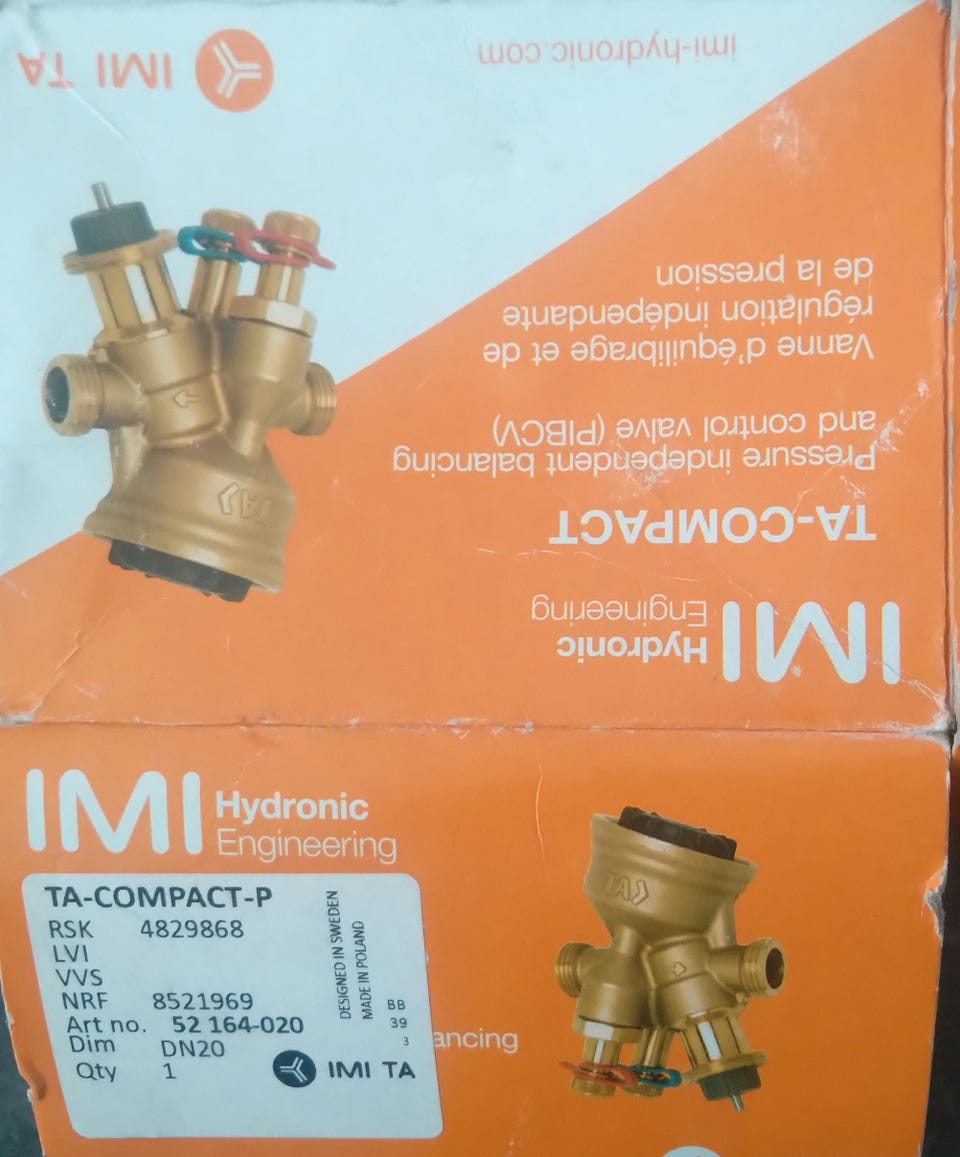 imi-hydronic.com
IMI TA
Vanne d'équilibrage et de
régulation indépendante
de la pression
Pressure independent balancing
and control valve (PIBCV)
TA-COMPACT
IMI Hydronic
Engineering
TA
IMI Hydronic
Engineering
TA-COMPACT-P
RSK 4829868
LVI
VVS
NRF 8521969
Art no. 52 164-020
Dim DN20
Qty 1
DESIGNED IN SWEDEN
MADE IN POLAND
BB
39
3
IMI TA
ancing
TA